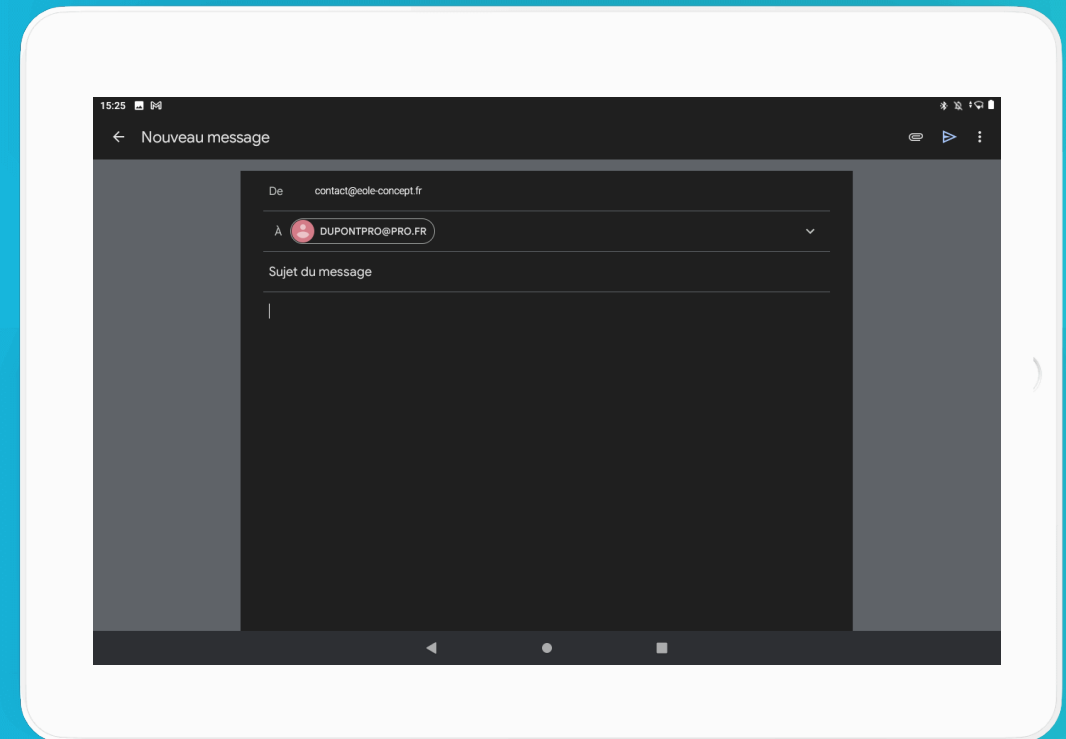 15:25
Nouveau message
De contact@eole-concept.fr
À DUPONTPRO@PRO.FR
Sujet du message